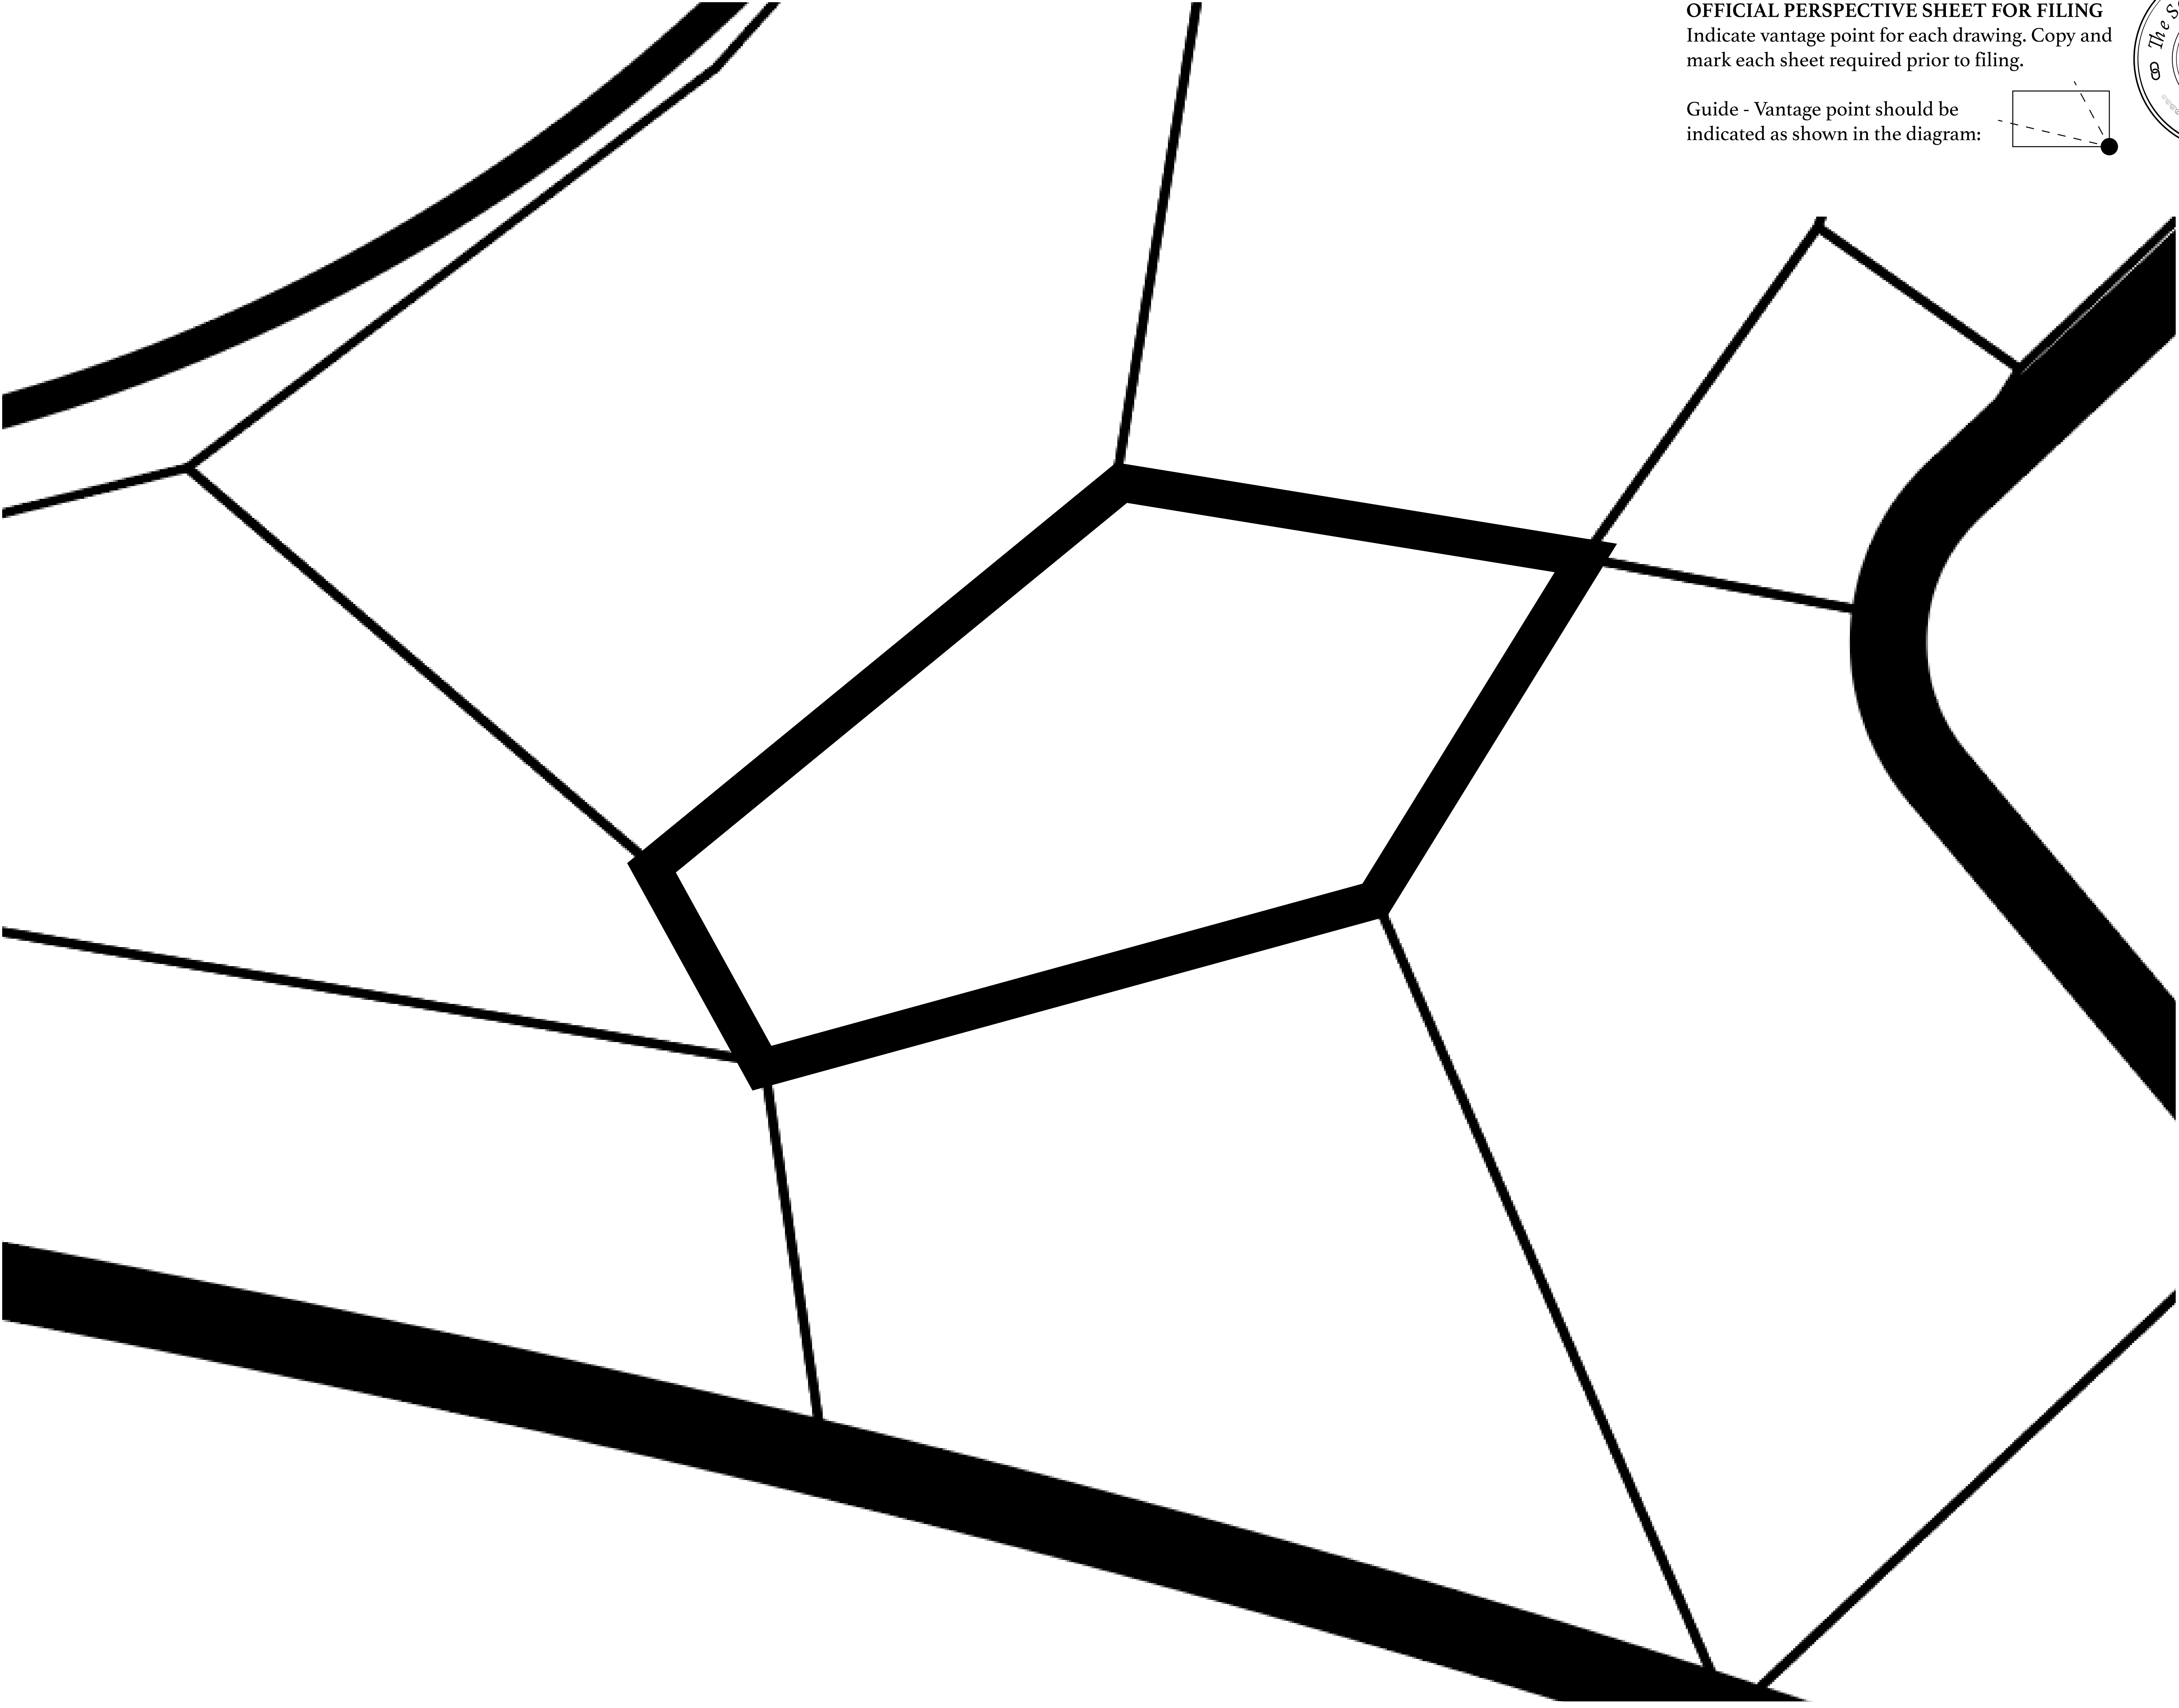 OFFICIAL PERSPECTIVE SHEET FOR FILING
Indicate vantage point for each drawing. Copy and
mark each sheet required prior to filing.
Guide - Vantage point should be
indicated as shown in the diagram:
The